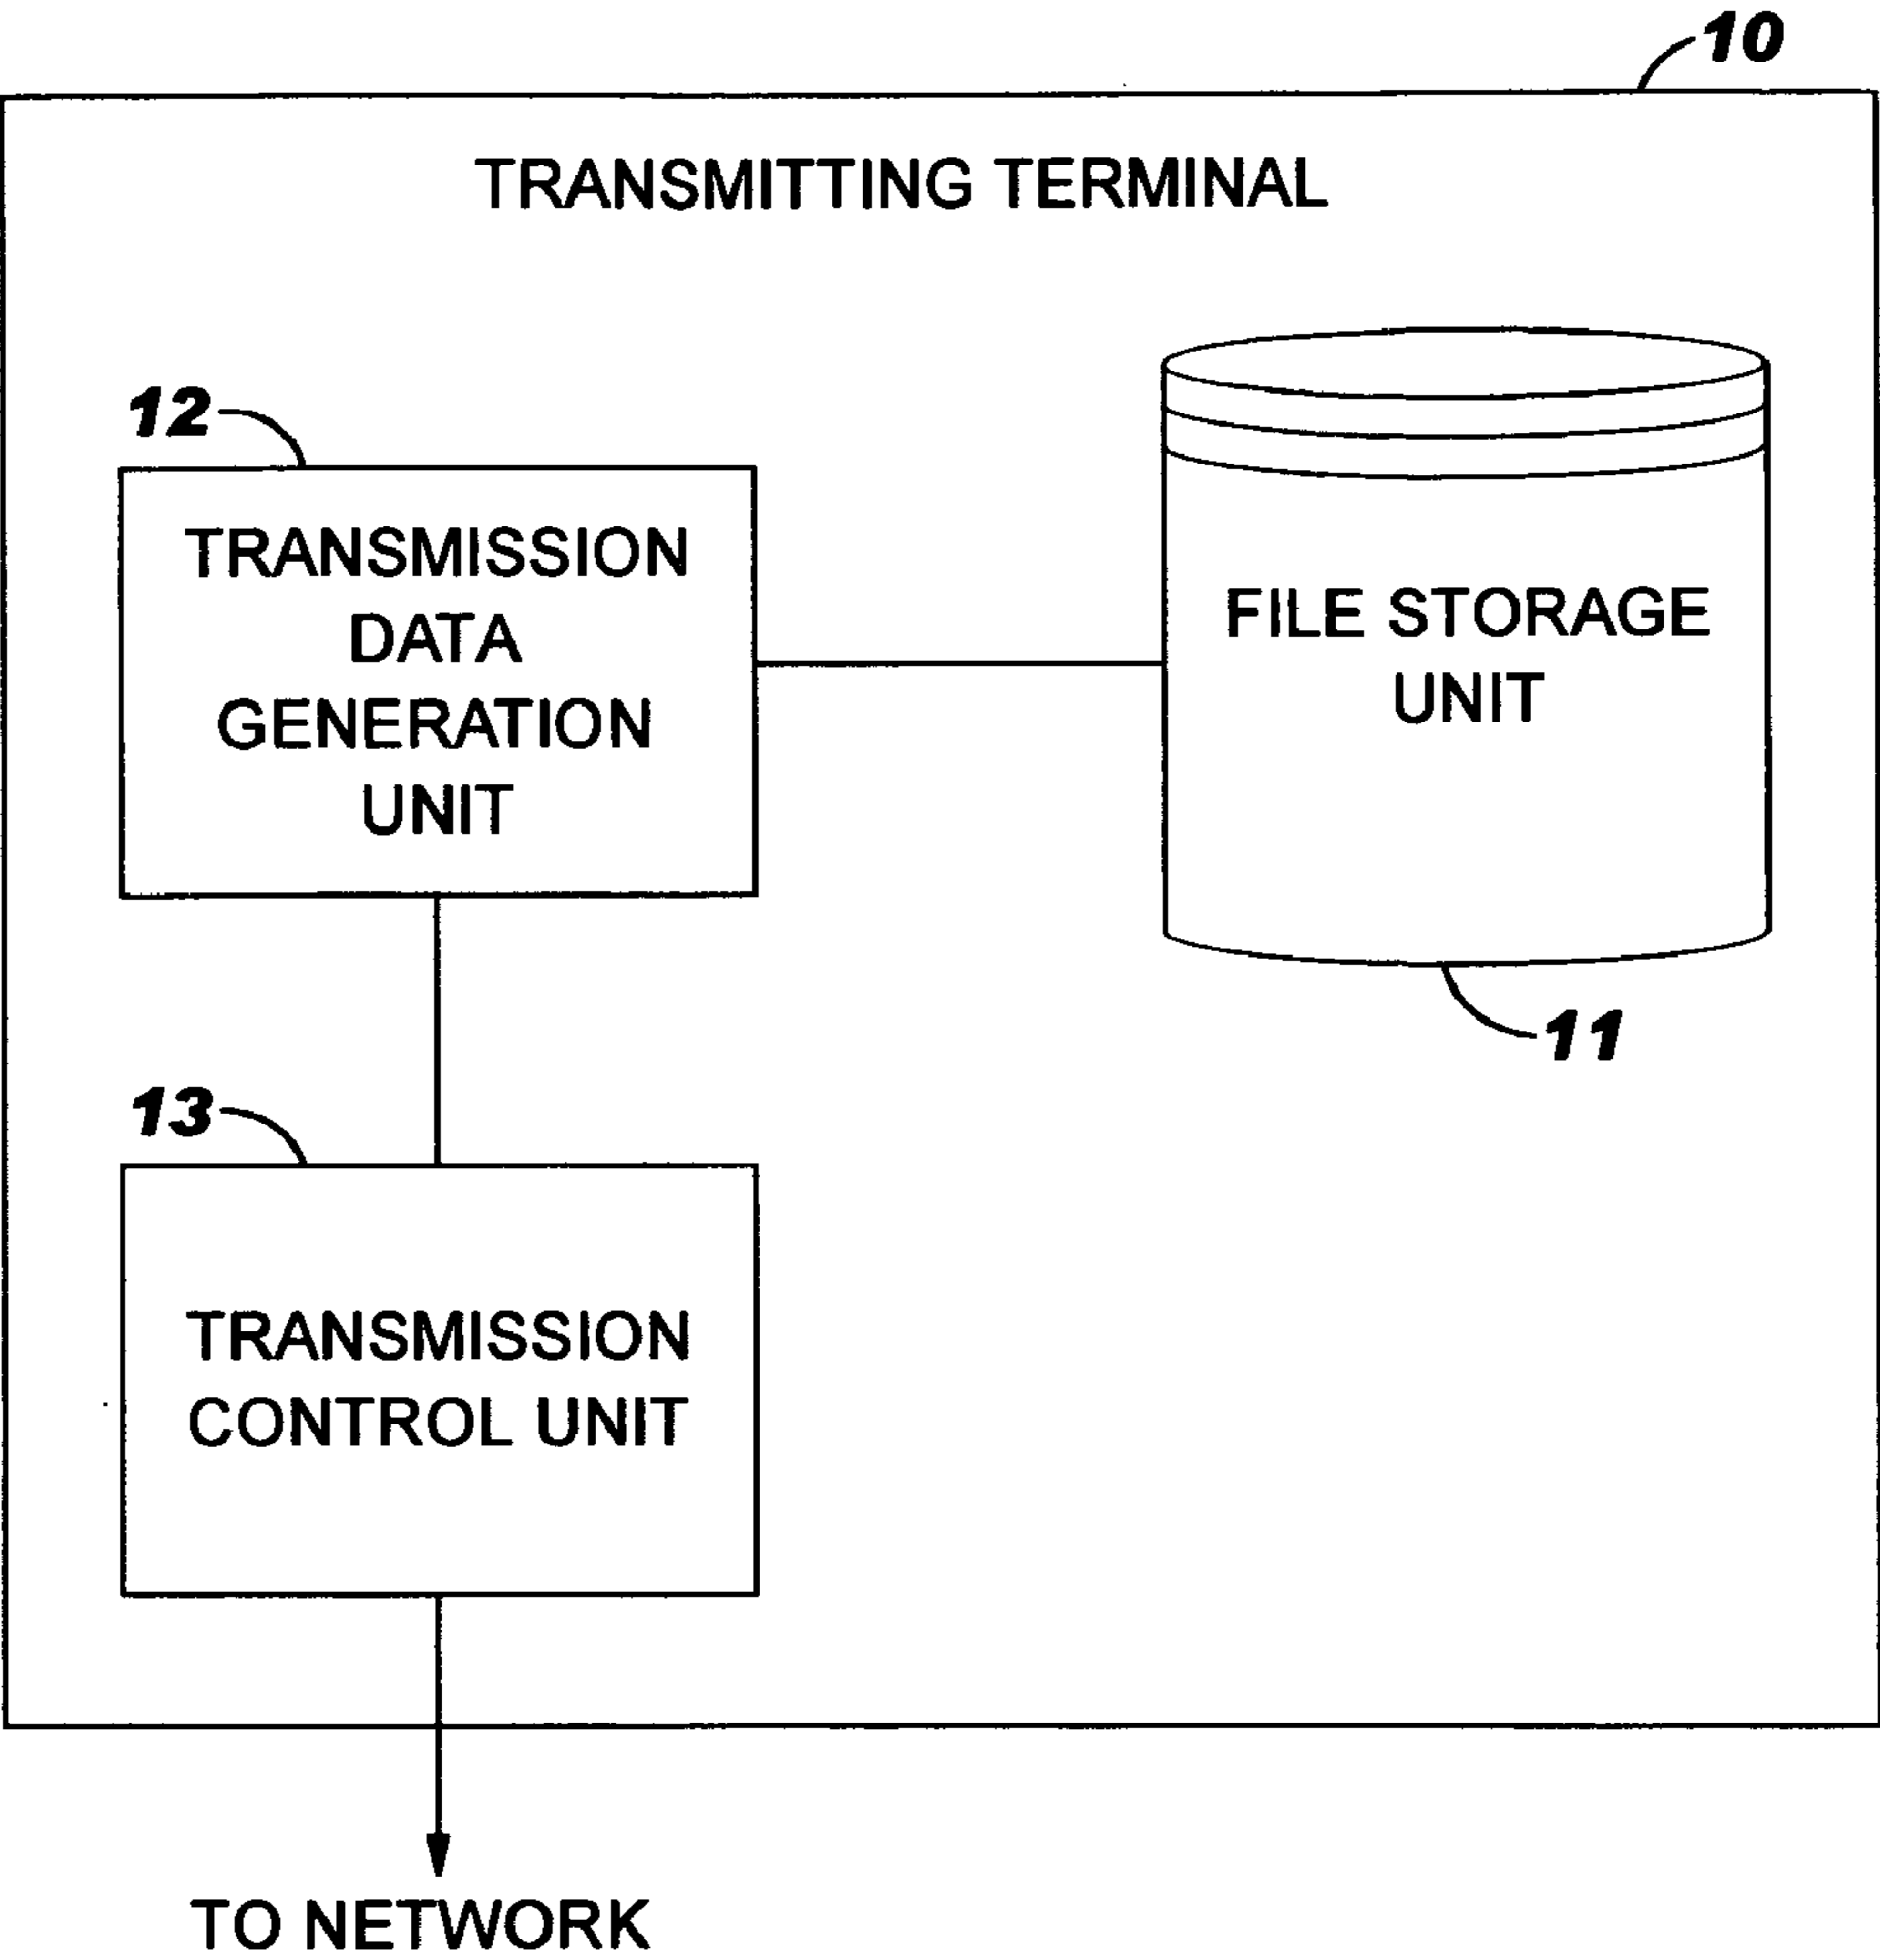 10
TRANSMITTING TERMINAL
12
TRANSMISSION
DATA
GENERATION
UNIT
FILE STORAGE
UNIT
11
13
TRANSMISSION
CONTROL UNIT
TO NETWORK